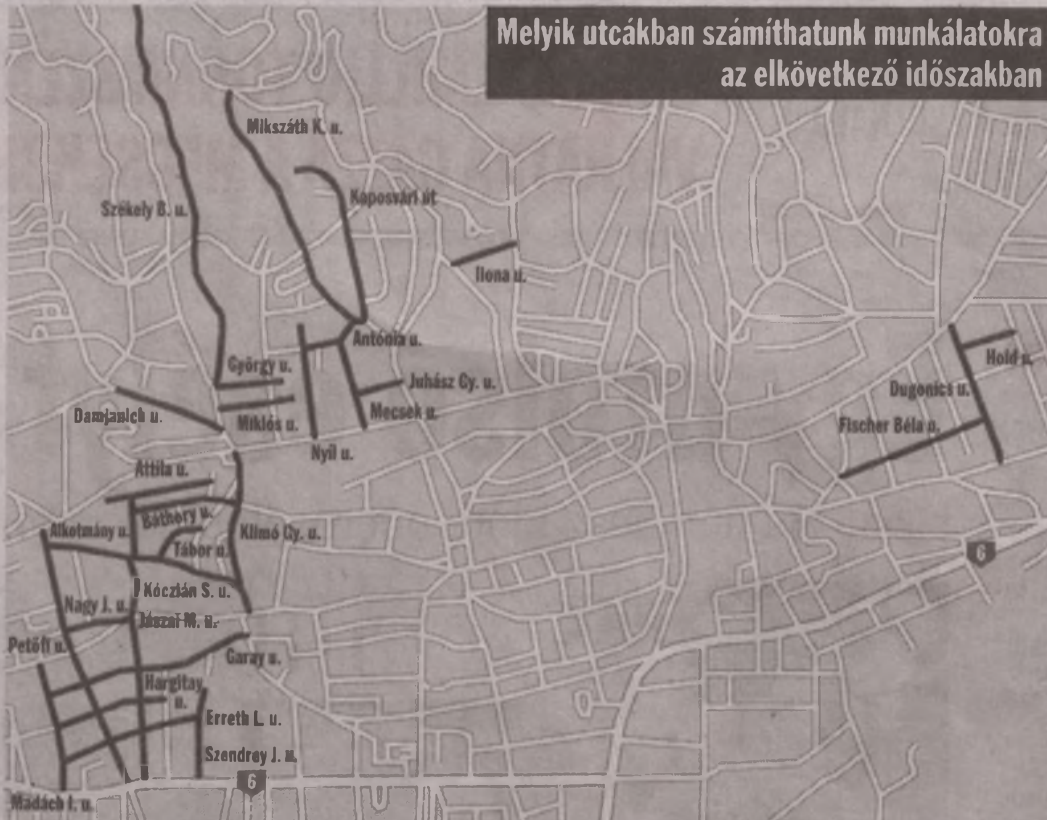 Melyik utcákban számíthatunk munkálatokra
az elkövetkező időszakban
Mikszáth K. u.
Kaposvári út
Székely B. u.
Ilona u.
Antónia u.
György u.
Juhász Gy. u.
Hold u.
Dugonics u.
Damjanich u.
Miklós u.
Mecsek u.
Fischer Béla u.
Nyíl u.
Attila u.
Báthory u.
Alkotmány u.
Klimó Gy. u.
Tábor u.
6
Kóczián S. u.
Nagy J. u.
Jászai M. u.
Petőfi u.
Garay u.
Hargitay
u.
Erreth L. u.
Szendrey J. u.
6
Madách I. u.